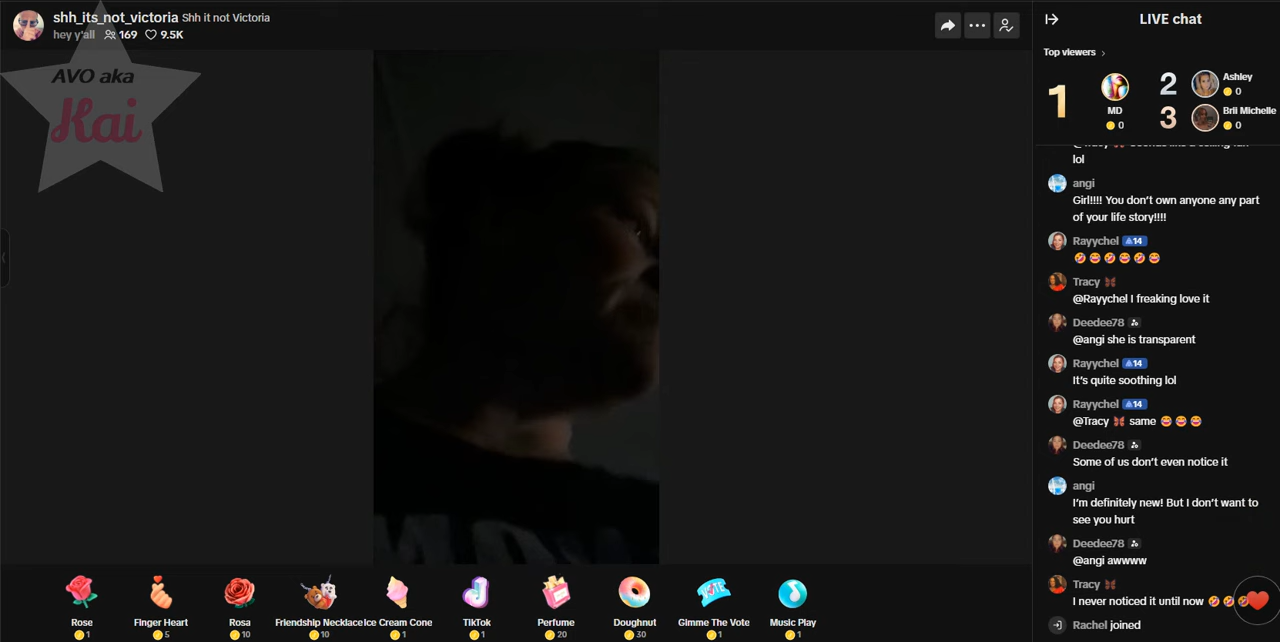 shh_its_not_victoria Shh it not Victoria
hey y'all 169 9.5K
AVO aka
Kai
LIVE chat
Top viewers
1
MD
0
2
Ashley
0
3
Brii Michelle
0
lol
angi
Girl!!!! You don't own anyone any part
of your life story!!!!
Rayychel 14
Tracy
@Rayychel I freaking love it
Deedee78
@angi she is transparent
Rayychel 14
It's quite soothing lol
Rayychel 14
@Tracy same
Deedee78
Some of us don't even notice it
angi
I'm definitely new! But I don't want to
see you hurt
Deedee78
@angi awwww
Tracy
I never noticed it until now
Rachel joined
Rose
1
Finger Heart
5
Rosa
10
Friendship Necklace
10
Ice Cream Cone
1
TikTok
1
Perfume
20
Doughnut
30
VOTE
Gimme The Vote
1
Music Play
1